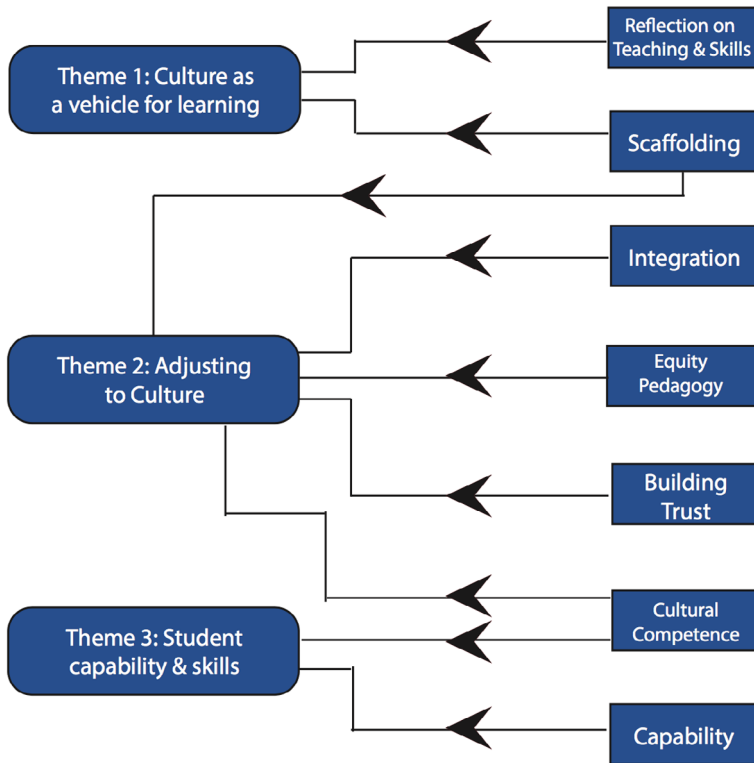 Reflection on
Teaching & Skills
Theme 1: Culture as
a vehicle for learning
Scaffolding
Integration
Theme 2: Adjusting
to Culture
Equity
Pedagogy
Building
Trust
Cultural
Competence
Theme 3: Student
capability & skills
Capability